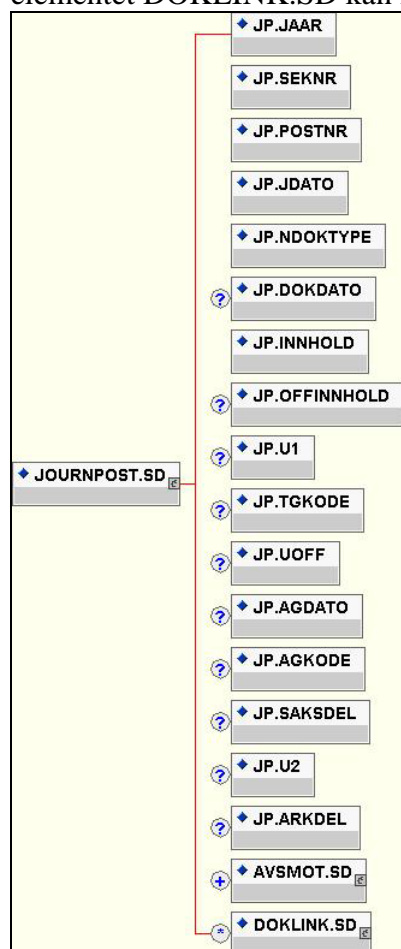 elementet DOKLINK.SD kan
JP.JAAR
JP.SEKNR
JP.POSTNR
JP.JDATO
JP.NDOKTYPE
? JP.DOKDATO
JP.INNHOLD
? JP.OFFINNHOLD
? JP.U1
JOURNPOST.SD
? JP.TGKODE
? JP.UOFF
? JP.AGDATO
? JP.AGKODE
? JP.SAKSDEL
? JP.U2
? JP.ARKDEL
+ AVSMOT.SD
* DOKLINK.SD